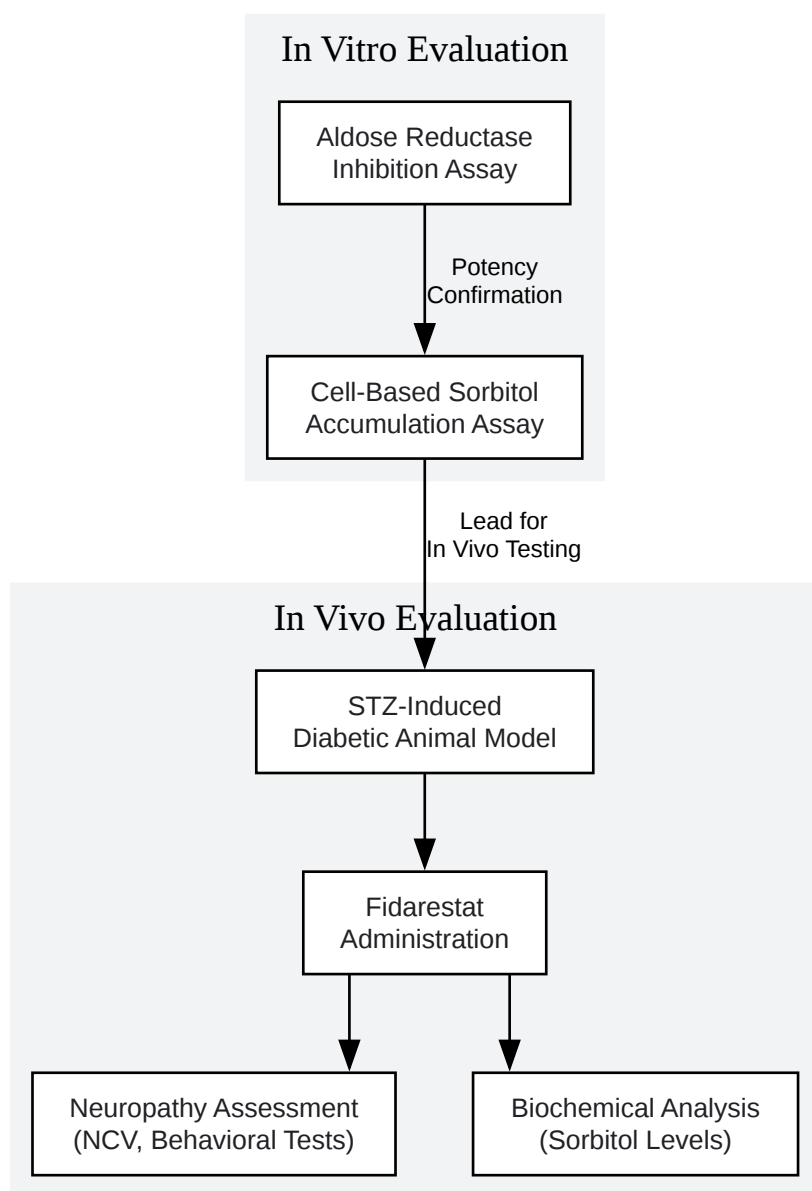 In Vitro Evaluation
Aldose Reductase
Inhibition Assay
Potency
Confirmation
Cell-Based Sorbitol
Accumulation Assay
Lead for
In Vivo Testing
In Vivo Evaluation
STZ-Induced
Diabetic Animal Model
Fidarestat
Administration
Neuropathy Assessment
(NCV, Behavioral Tests)
Biochemical Analysis
(Sorbitol Levels)